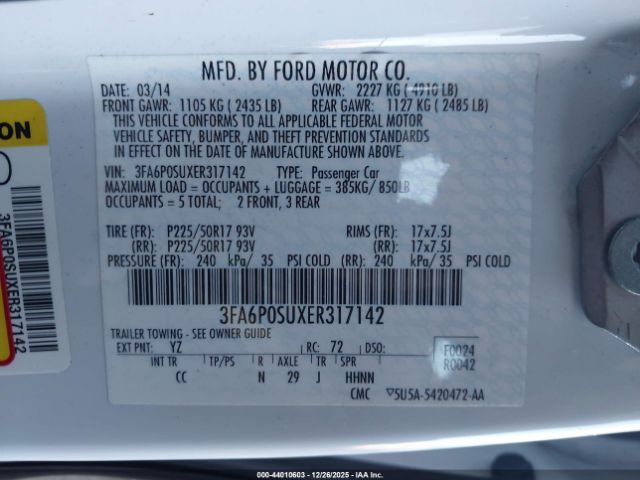 MFD. BY FORD MOTOR CO.
DATE: 03/14 GVWR: 2227 KG ( 4910 LB)
FRONT GAWR: 1105 KG ( 2435 LB) REAR GAWR: 1127 KG ( 2485 LB)
THIS VEHICLE CONFORMS TO ALL APPLICABLE FEDERAL MOTOR
VEHICLE SAFETY, BUMPER, AND THEFT PREVENTION STANDARDS
IN EFFECT ON THE DATE OF MANUFACTURE SHOWN ABOVE.
VIN: 3FA6P0SUXER317142 TYPE: Passenger Car
MAXIMUM LOAD = OCCUPANTS + LUGGAGE = 385KG/ 850LB
OCCUPANTS = 5 TOTAL; 2 FRONT, 3 REAR
TIRE (FR): P225/50R17 93V RIMS (FR): 17x7.5J
(RR): P225/50R17 93V (RR): 17x7.5J
PRESSURE (FR): 240 kPa/ 35 PSI COLD (RR): 240 kPa/ 35 PSI COLD
3FA6P0SUXER317142
TRAILER TOWING - SEE OWNER GUIDE
EXT PNT: YZ RC: 72 DSO: F0024
R0042
INT TR TP/PS R AXLE TR SPR
CC N 29 J HHNN
CMC ▽5U5A-5420472-AA
ION
3FA6P0SUXER317142
000-44010603 - 12/26/2025 - IAAI, Inc.